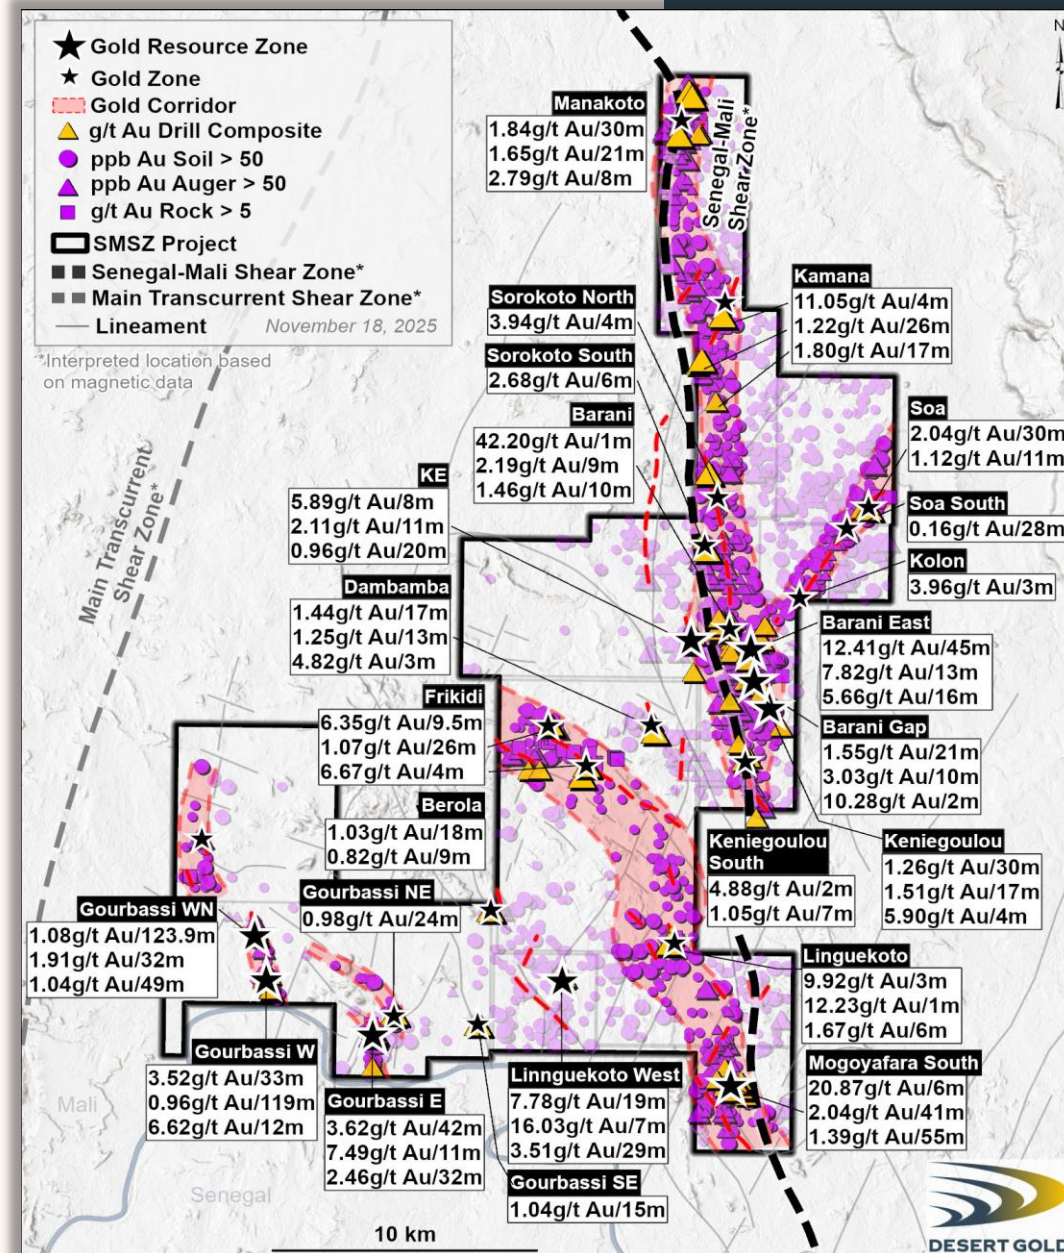 Gold Resource Zone
Gold Zone
Gold Corridor
g/t Au Drill Composite
ppb Au Soil > 50
ppb Au Auger > 50
g/t Au Rock > 5
SMSZ Project
Senegal-Mali Shear Zone*
Main Transcurrent Shear Zone*
Lineament
November 18, 2025
*Interpreted location based
on magnetic data
N
Manakoto
1.84g/t Au/30m
1.65g/t Au/21m
2.79g/t Au/8m
Senegal-Mali
Shear Zone*
Kamana
11.05g/t Au/4m
1.22g/t Au/26m
1.80g/t Au/17m
Sorokoto North
3.94g/t Au/4m
Sorokoto South
2.68g/t Au/6m
Barani
42.20g/t Au/1m
2.19g/t Au/9m
1.46g/t Au/10m
Soa
2.04g/t Au/30m
1.12g/t Au/11m
Soa South
0.16g/t Au/28m
Kolon
3.96g/t Au/3m
KE
5.89g/t Au/8m
2.11g/t Au/11m
0.96g/t Au/20m
Main Transcurrent
Shear Zone*
Dambamba
1.44g/t Au/17m
1.25g/t Au/13m
4.82g/t Au/3m
Barani East
12.41g/t Au/45m
7.82g/t Au/13m
5.66g/t Au/16m
Frikidi
6.35g/t Au/9.5m
1.07g/t Au/26m
6.67g/t Au/4m
Barani Gap
1.55g/t Au/21m
3.03g/t Au/10m
10.28g/t Au/2m
Berola
1.03g/t Au/18m
0.82g/t Au/9m
Keniegoulou
South
4.88g/t Au/2m
1.05g/t Au/7m
Keniegoulou
1.26g/t Au/30m
1.51g/t Au/17m
5.90g/t Au/4m
Gourbassi NE
0.98g/t Au/24m
Gourbassi WN
1.08g/t Au/123.9m
1.91g/t Au/32m
1.04g/t Au/49m
Linguekoto
9.92g/t Au/3m
12.23g/t Au/1m
1.67g/t Au/6m
Gourbassi W
3.52g/t Au/33m
0.96g/t Au/119m
6.62g/t Au/12m
Gourbassi E
3.62g/t Au/42m
7.49g/t Au/11m
2.46g/t Au/32m
Linnguekoto West
7.78g/t Au/19m
16.03g/t Au/7m
3.51g/t Au/29m
Mogoyafara South
20.87g/t Au/6m
2.04g/t Au/41m
1.39g/t Au/55m
Gourbassi SE
1.04g/t Au/15m
Mali
Senegal
10 km
DESERT GOLD